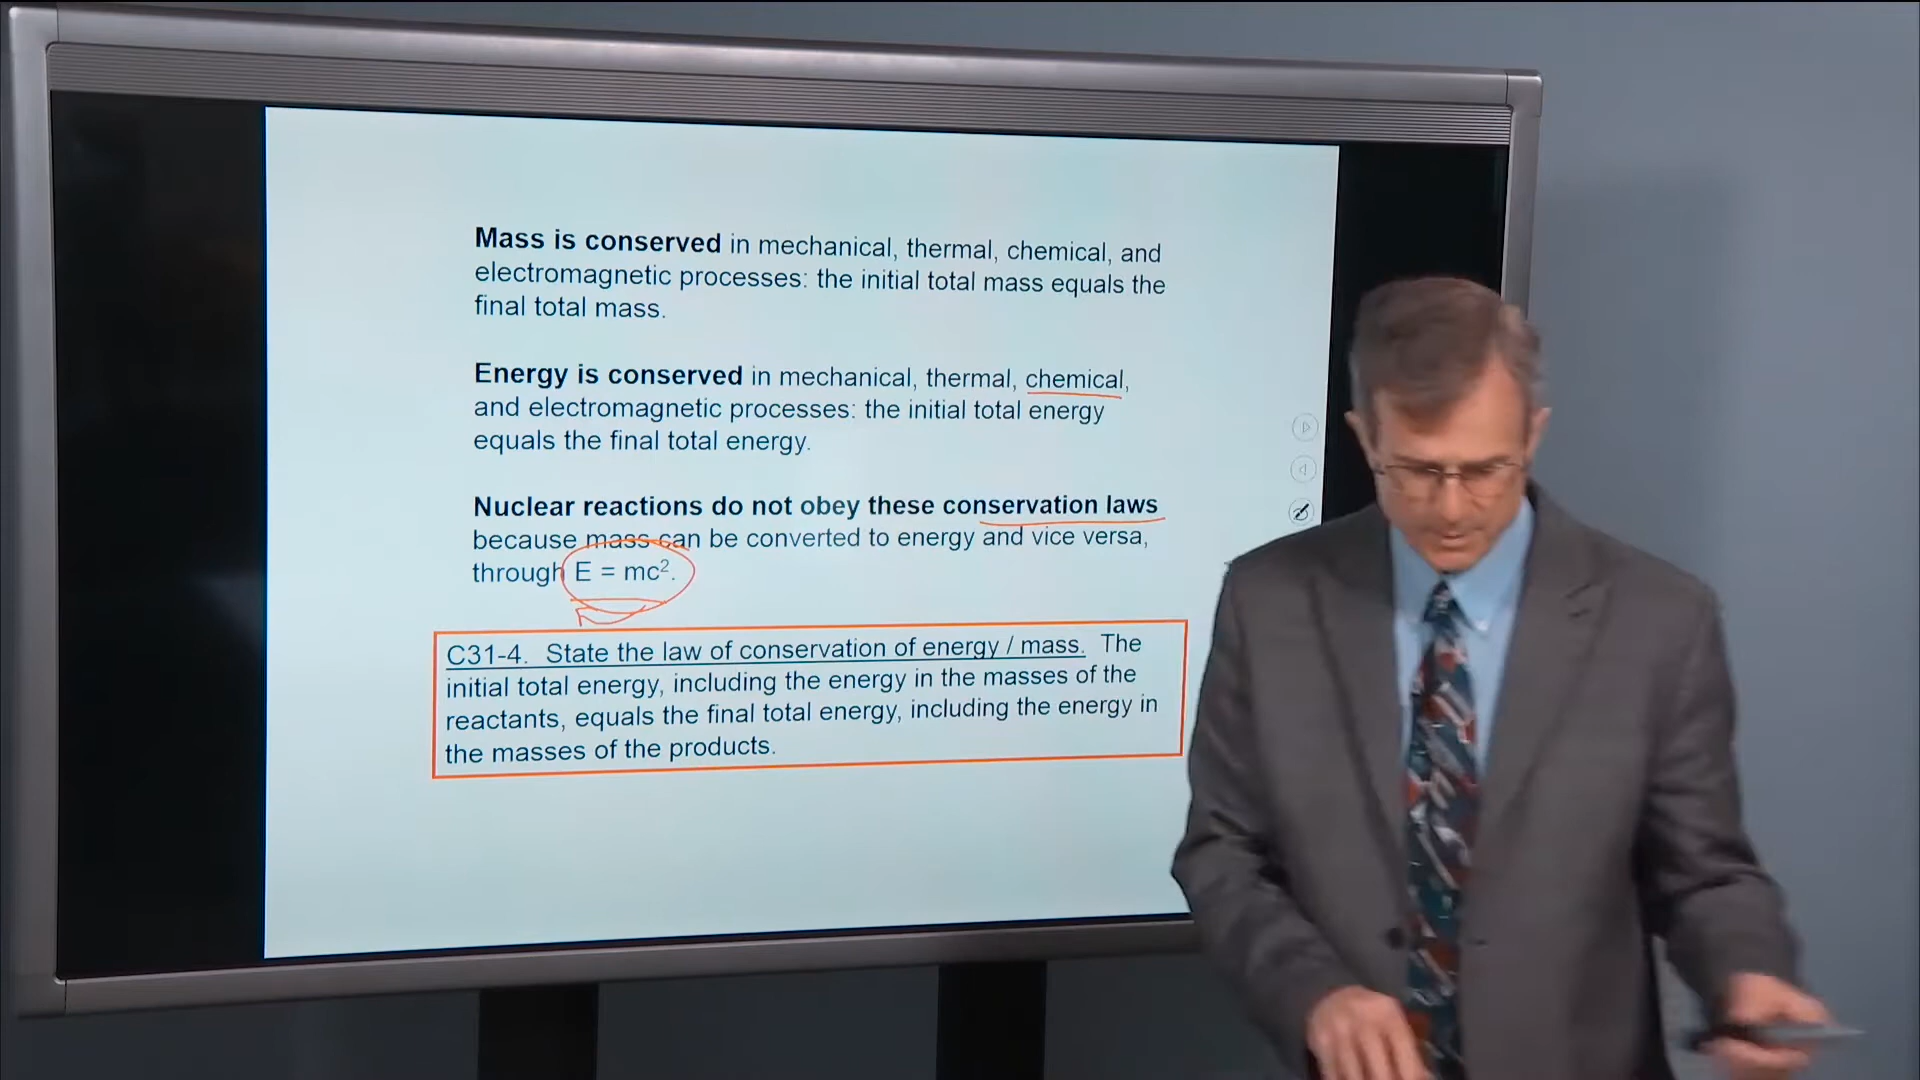 Mass is conserved in mechanical, thermal, chemical, and
electromagnetic processes: the initial total mass equals the
final total mass.
Energy is conserved in mechanical, thermal, chemical,
and electromagnetic processes: the initial total energy
equals the final total energy.
Nuclear reactions do not obey these conservation laws
because mass can be converted to energy and vice versa,
through E = mc².
C31-4. State the law of conservation of energy / mass. The
initial total energy, including the energy in the masses of the
reactants, equals the final total energy, including the energy in
the masses of the products.